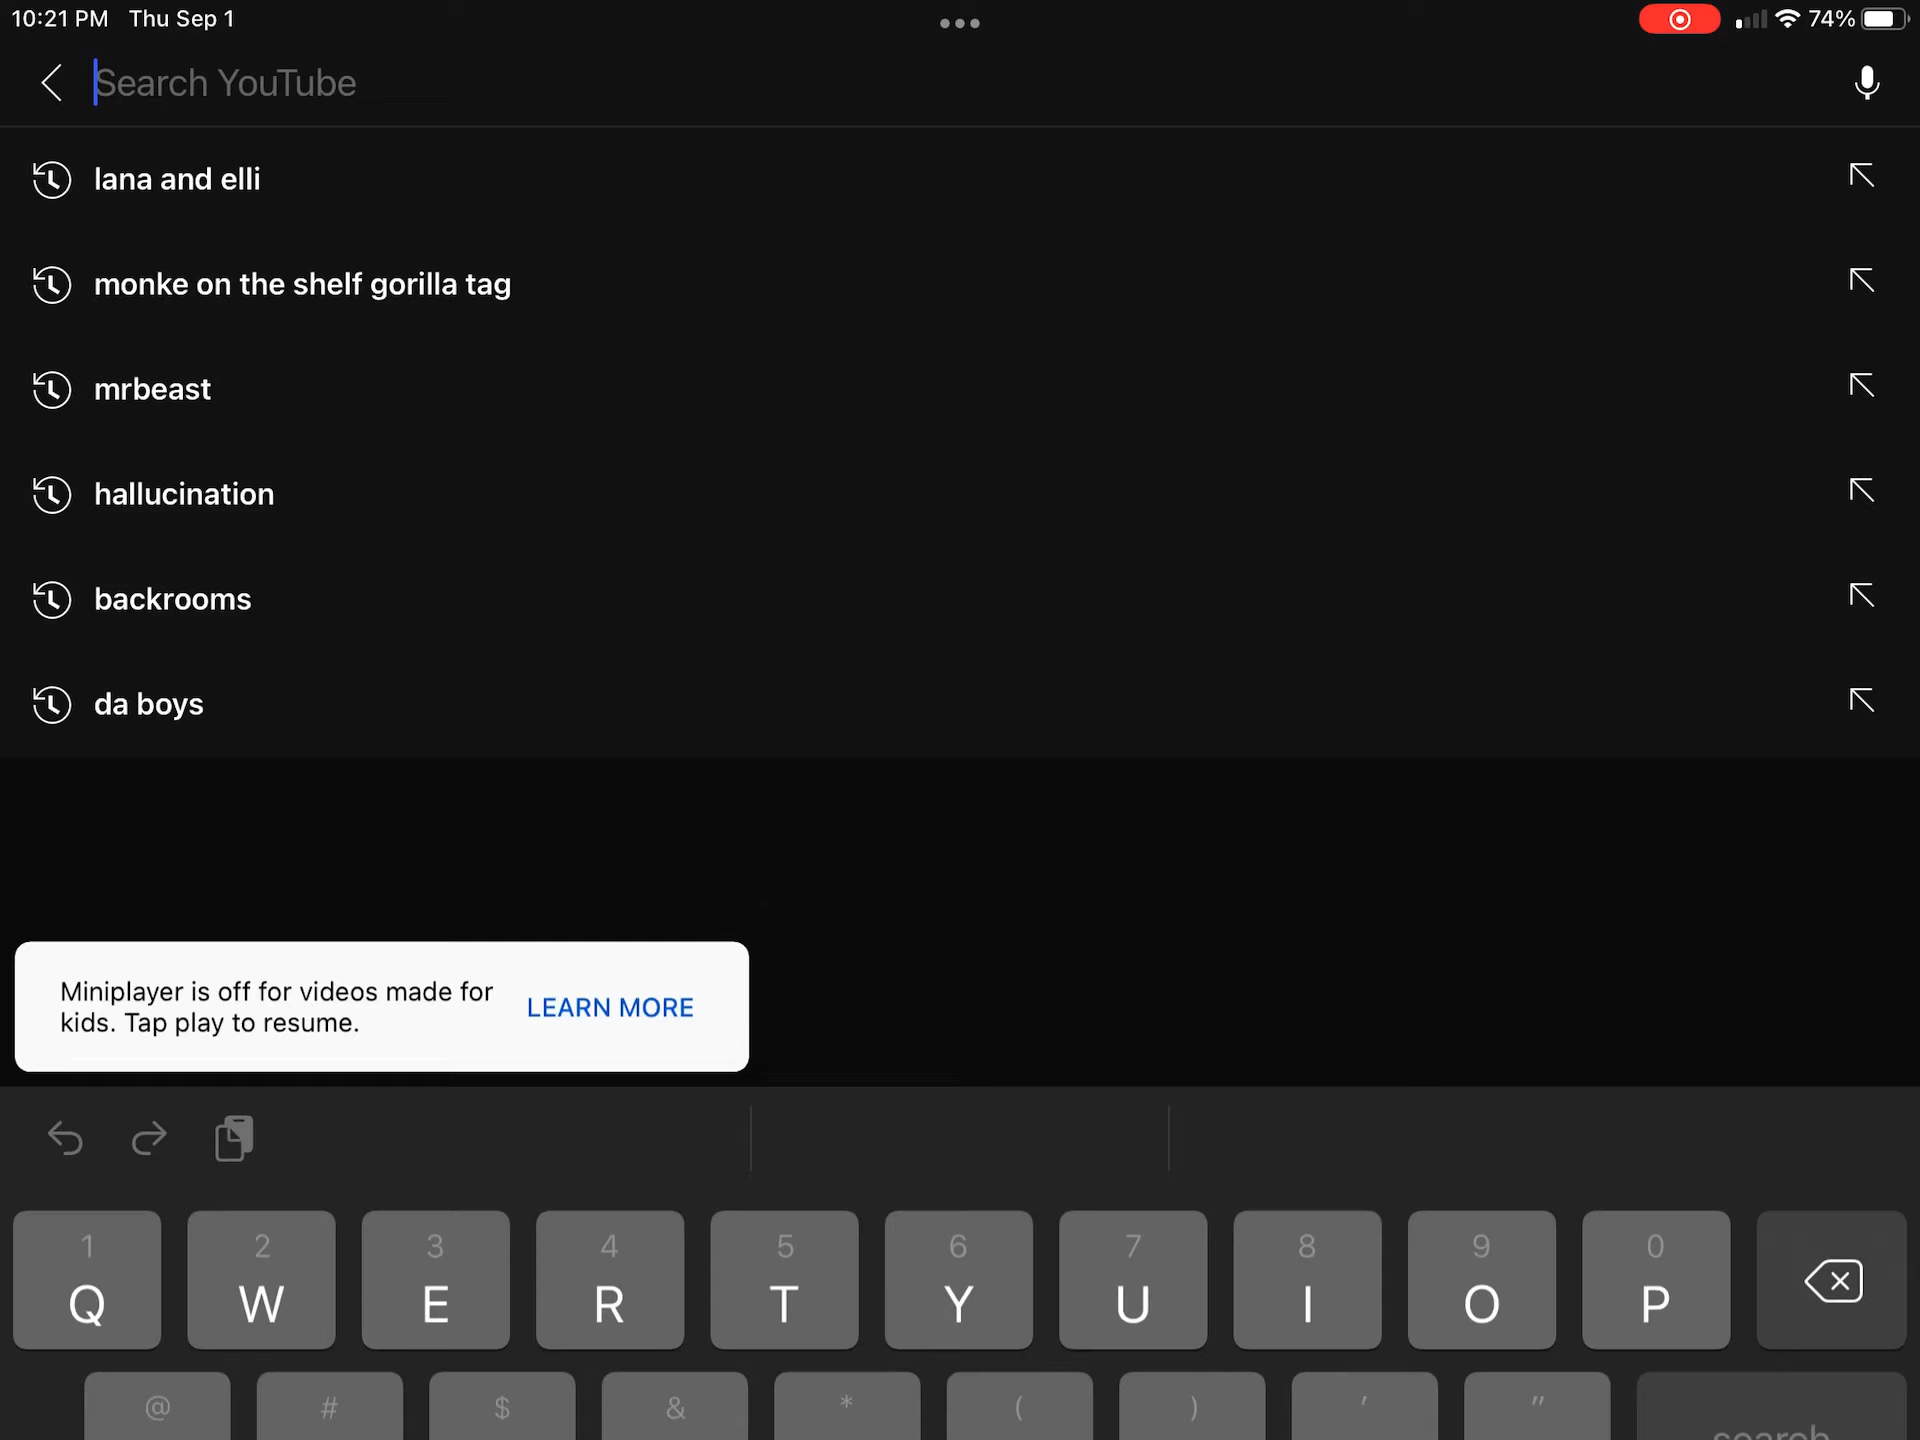 10:21 PM Thu Sep 1
74%
Search YouTube
lana and elli
monke on the shelf gorilla tag
mrbeast
hallucination
backrooms
da boys
Miniplayer is off for videos made for
kids. Tap play to resume.
LEARN MORE
1 2 3 4 5 6 7 8 9 0
Q W E R T Y U I O P
@ # $ & * ( ) ' "
search